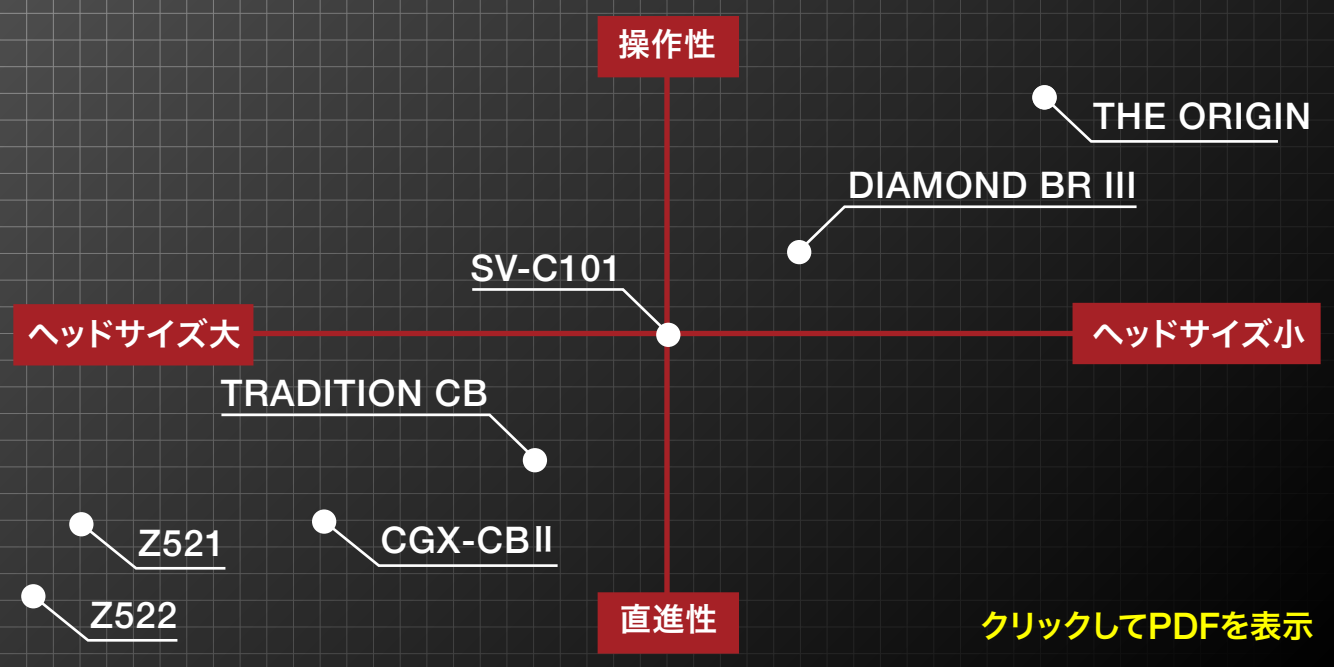 操作性
THE ORIGIN
DIAMOND BR III
SV-C101
ヘッドサイズ大
ヘッドサイズ小
TRADITION CB
Z521
CGX-CBⅡ
Z522
直進性
クリックしてPDFを表示